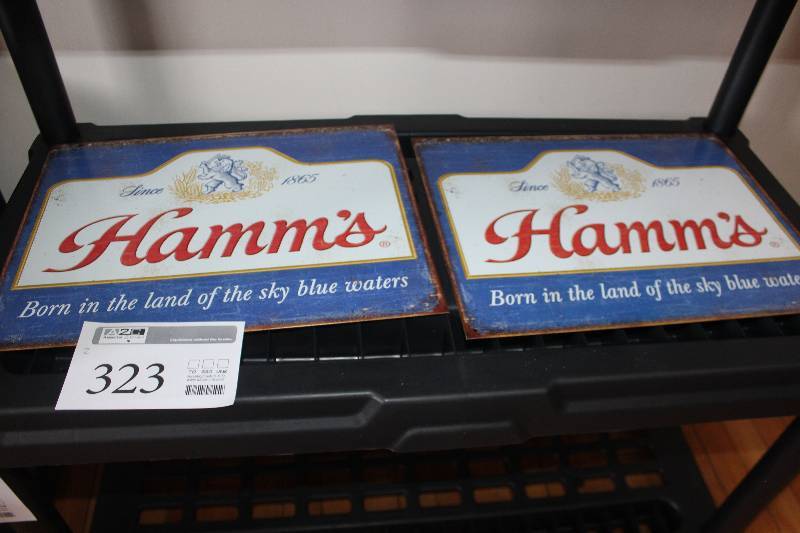 Since 1865
Hamm's®
Born in the land of the sky blue waters
Since 1865
Hamm's®
Born in the land of the sky blue wate
323